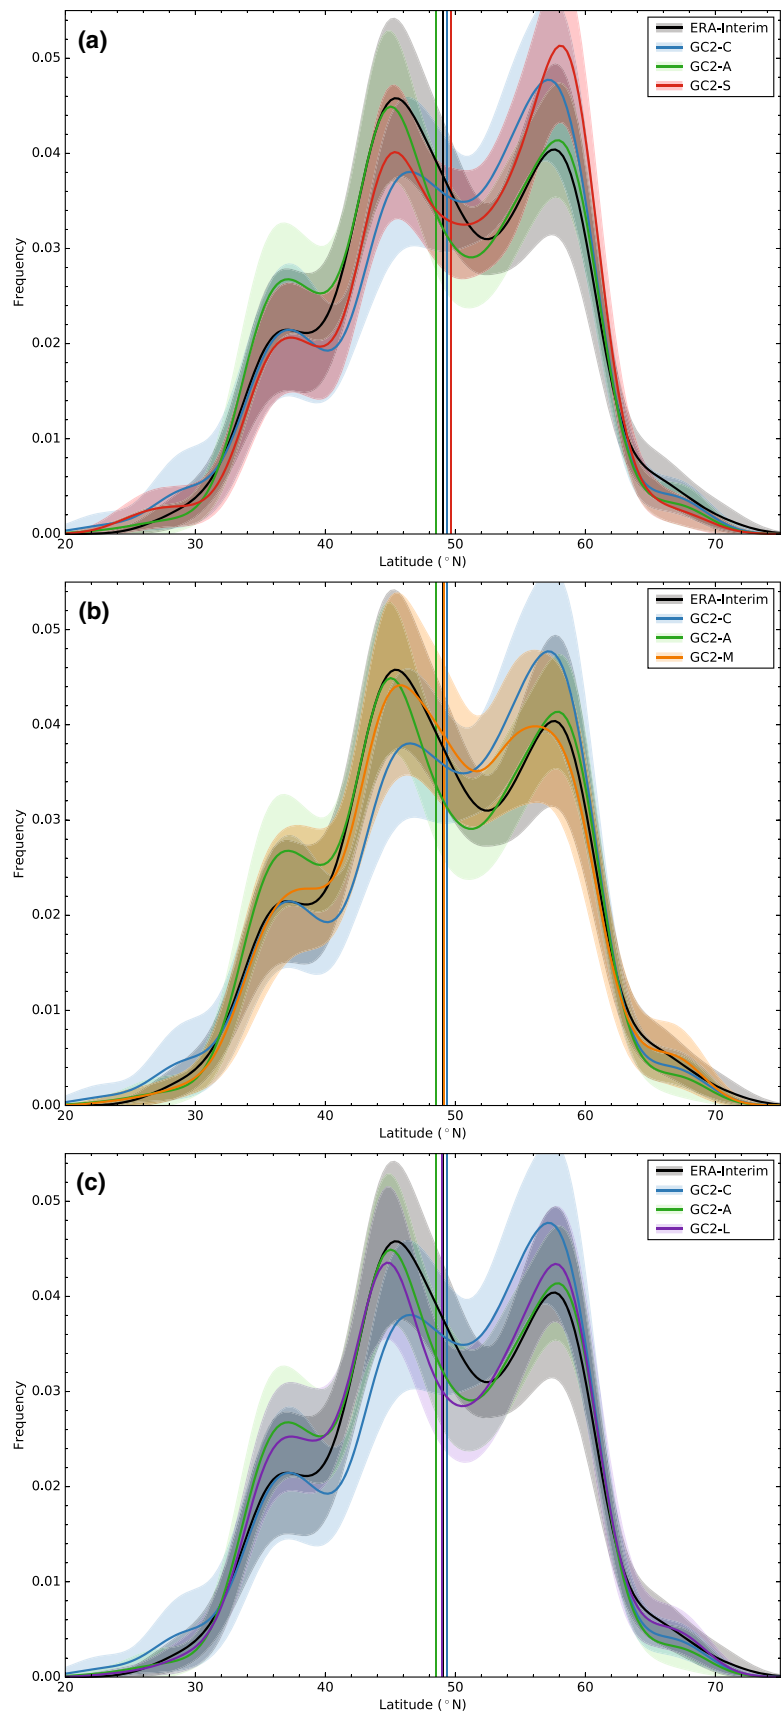 (a)
ERA-Interim
GC2-C
GC2-A
GC2-S
Frequency
0.05
0.04
0.03
0.02
0.01
0.00
20 30 40 50 60 70
Latitude (°N)
(b)
ERA-Interim
GC2-C
GC2-A
GC2-M
Frequency
0.05
0.04
0.03
0.02
0.01
0.00
20 30 40 50 60 70
Latitude (°N)
(c)
ERA-Interim
GC2-C
GC2-A
GC2-L
Frequency
0.05
0.04
0.03
0.02
0.01
0.00
20 30 40 50 60 70
Latitude (°N)